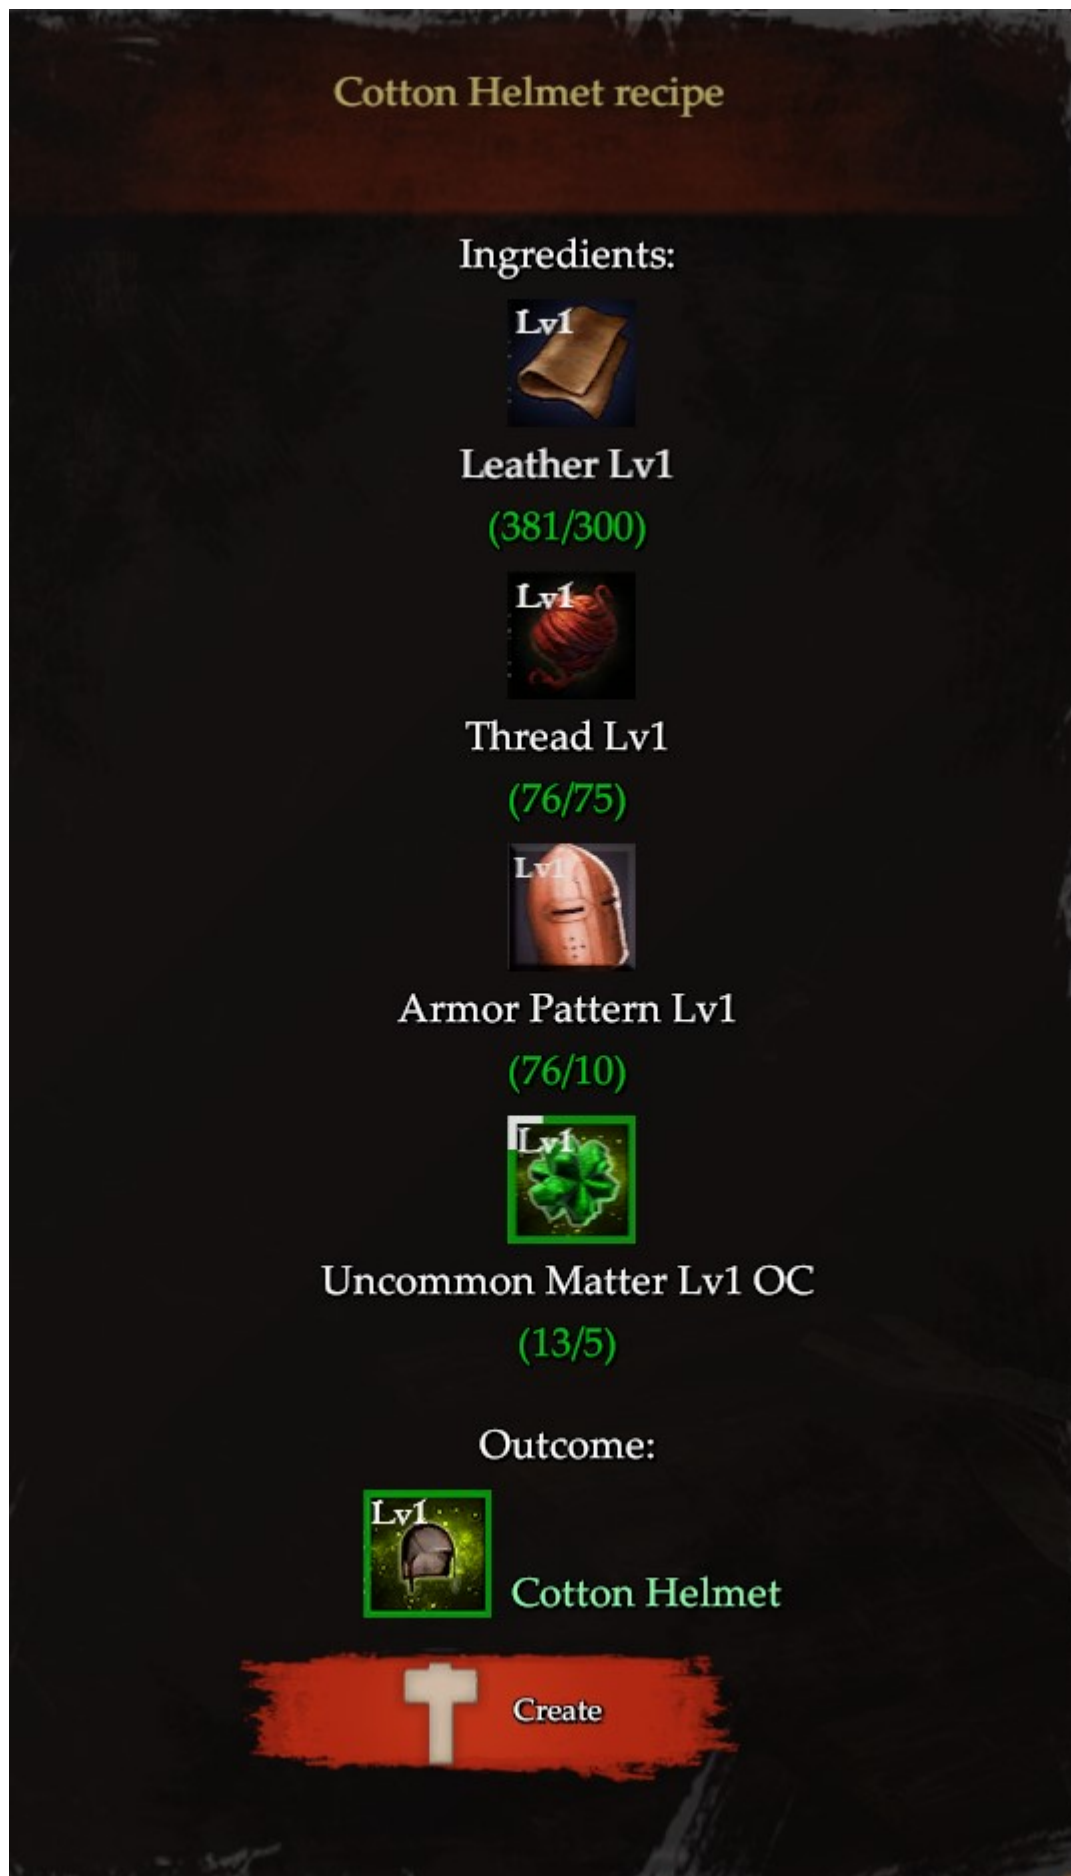 Cotton Helmet recipe
Ingredients:
Lv1
Leather Lv1
(381/300)
Lv1
Thread Lv1
(76/75)
Lv1
Armor Pattern Lv1
(76/10)
Lv1
Uncommon Matter Lv1 OC
(13/5)
Outcome:
Lv1
Cotton Helmet
Create